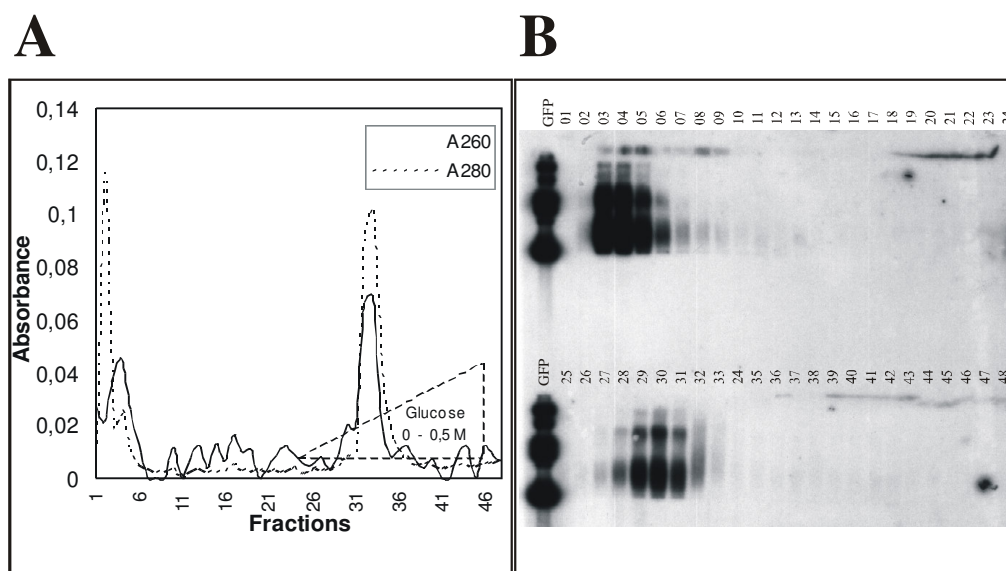 A
B
0,14
0,12
0,1
0,08
0,06
0,04
0,02
0
Absorbance
A260
A280
Glucose
0 - 0,5 M
1 6 11 16 21 26 31 36 41 46
Fractions
GFP 01 02 03 04 05 06 07 08 09 10 11 12 13 14 15 16 17 18 19 20 21 22 23 24
GFP 25 26 27 28 29 30 31 32 33 24 35 36 37 38 39 40 41 42 43 44 45 46 47 48